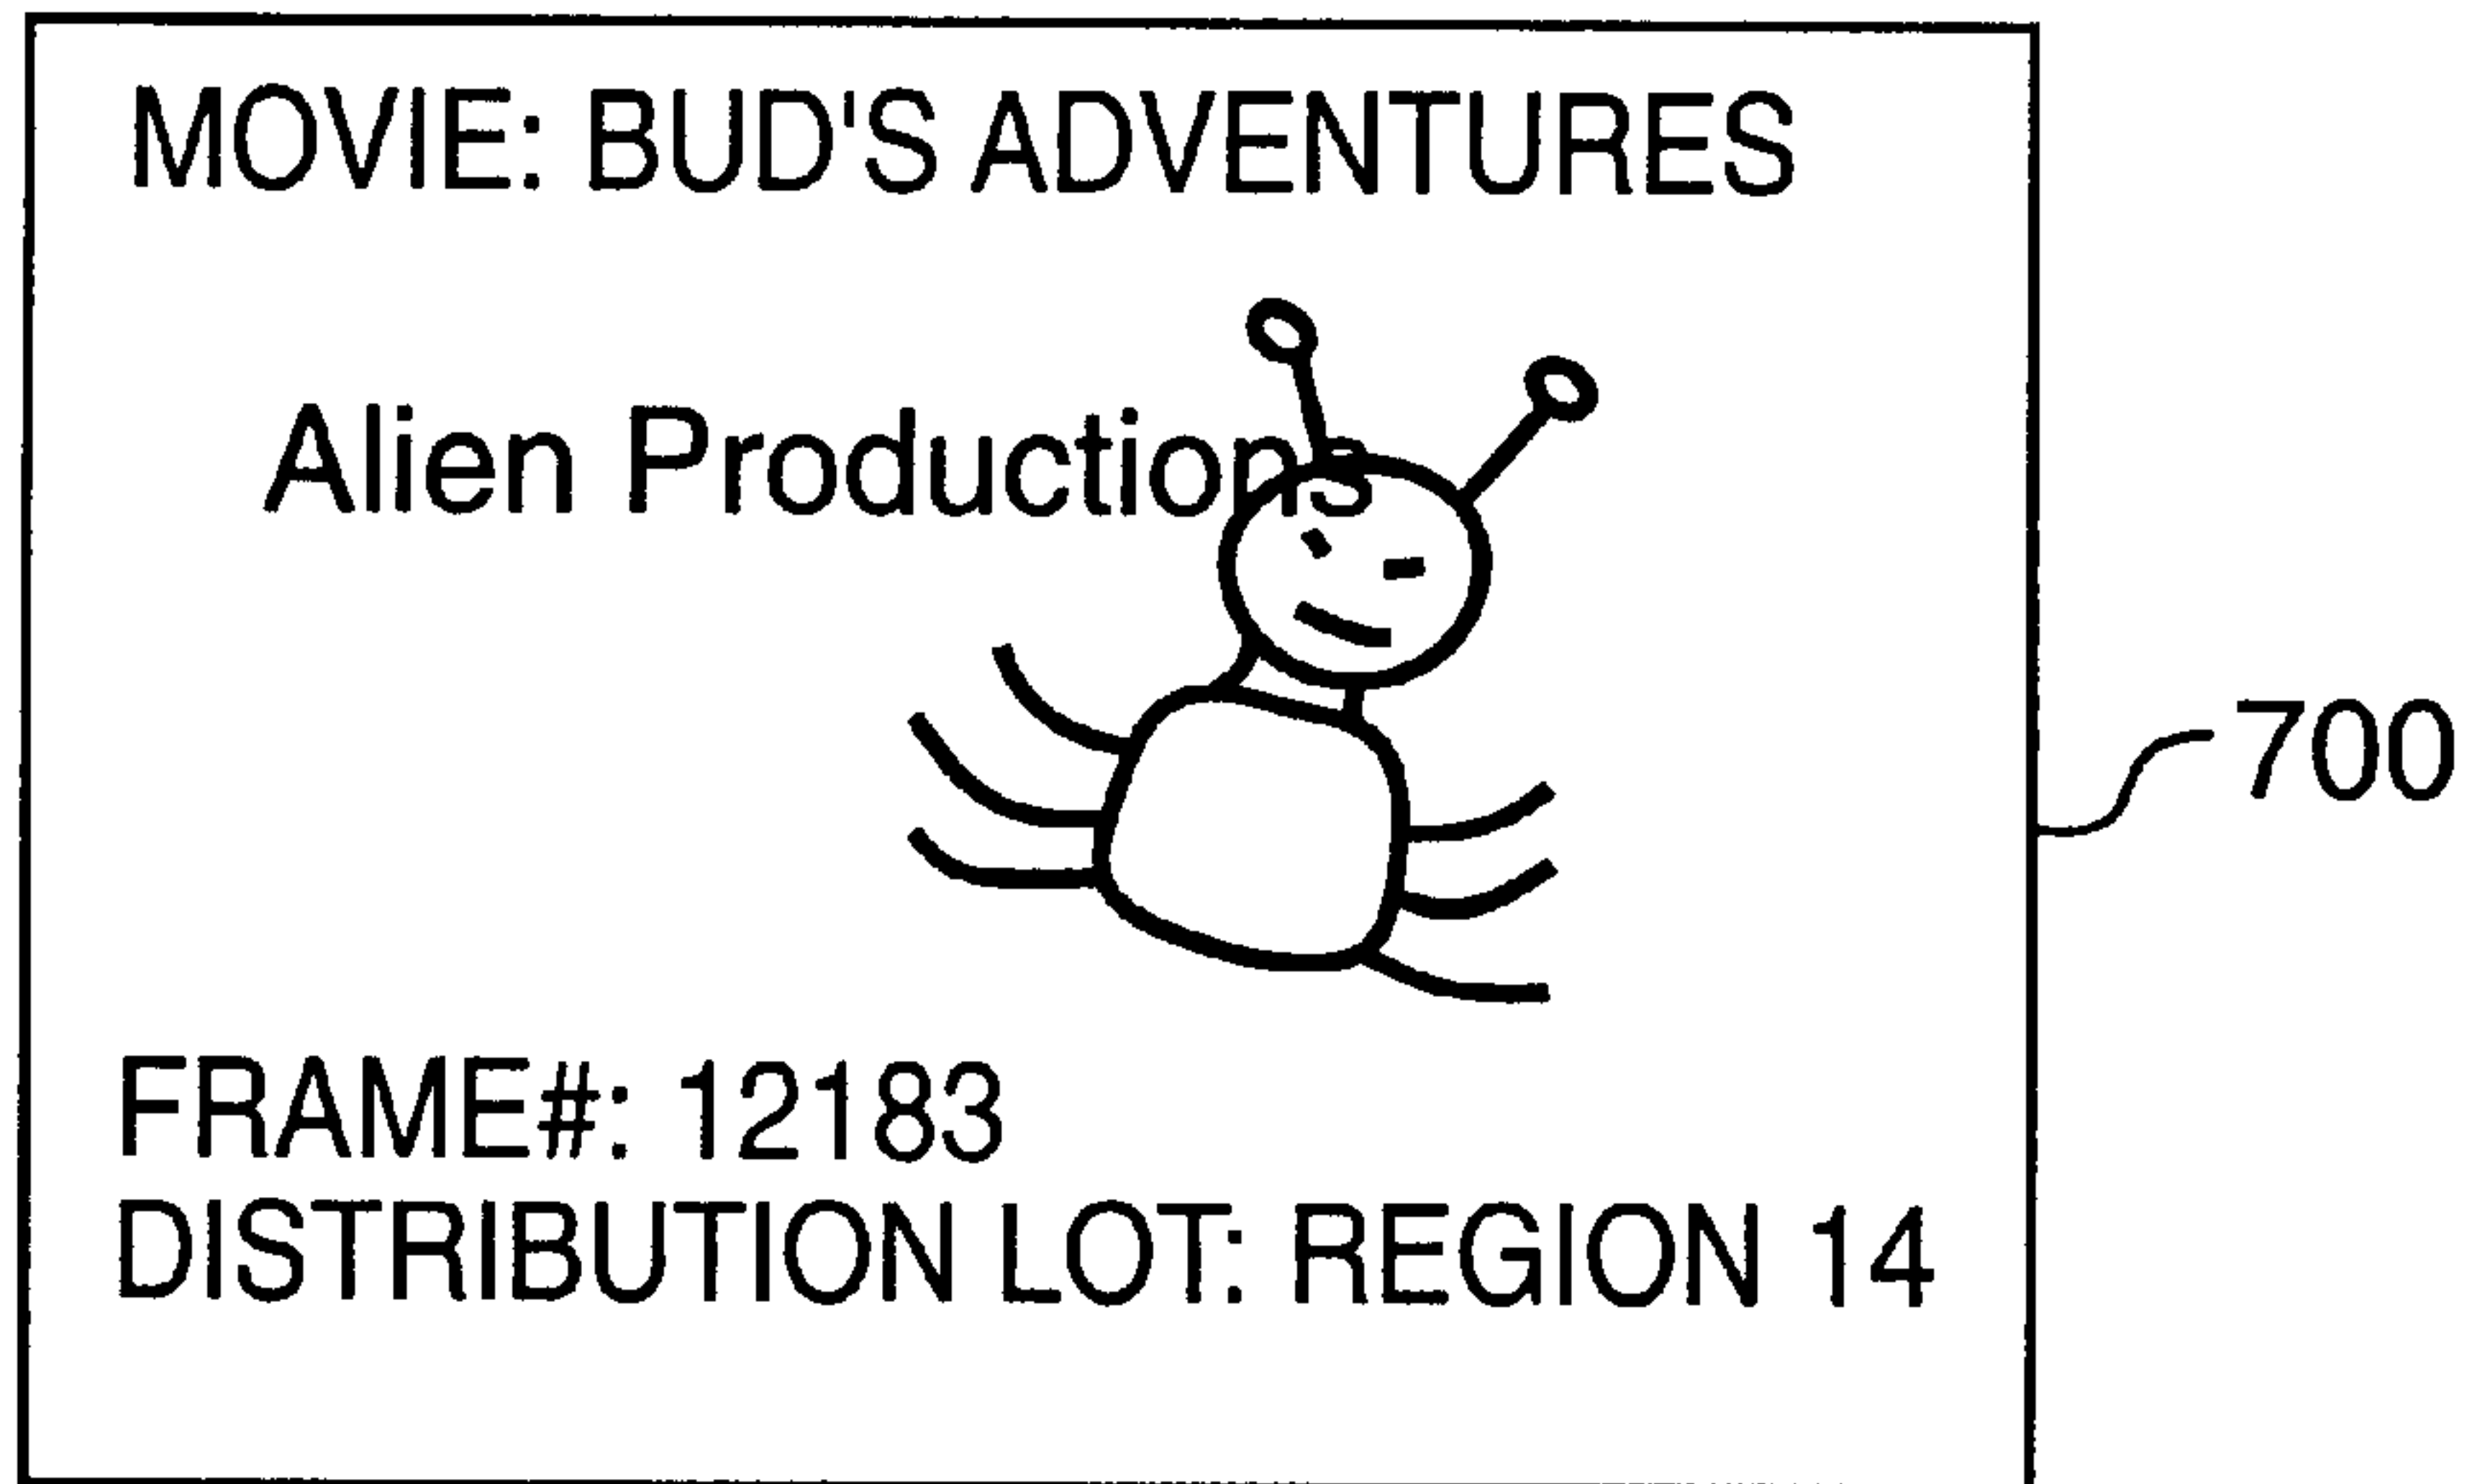 MOVIE: BUD'S ADVENTURES
Alien Productions
700
FRAME#: 12183
DISTRIBUTION LOT: REGION 14